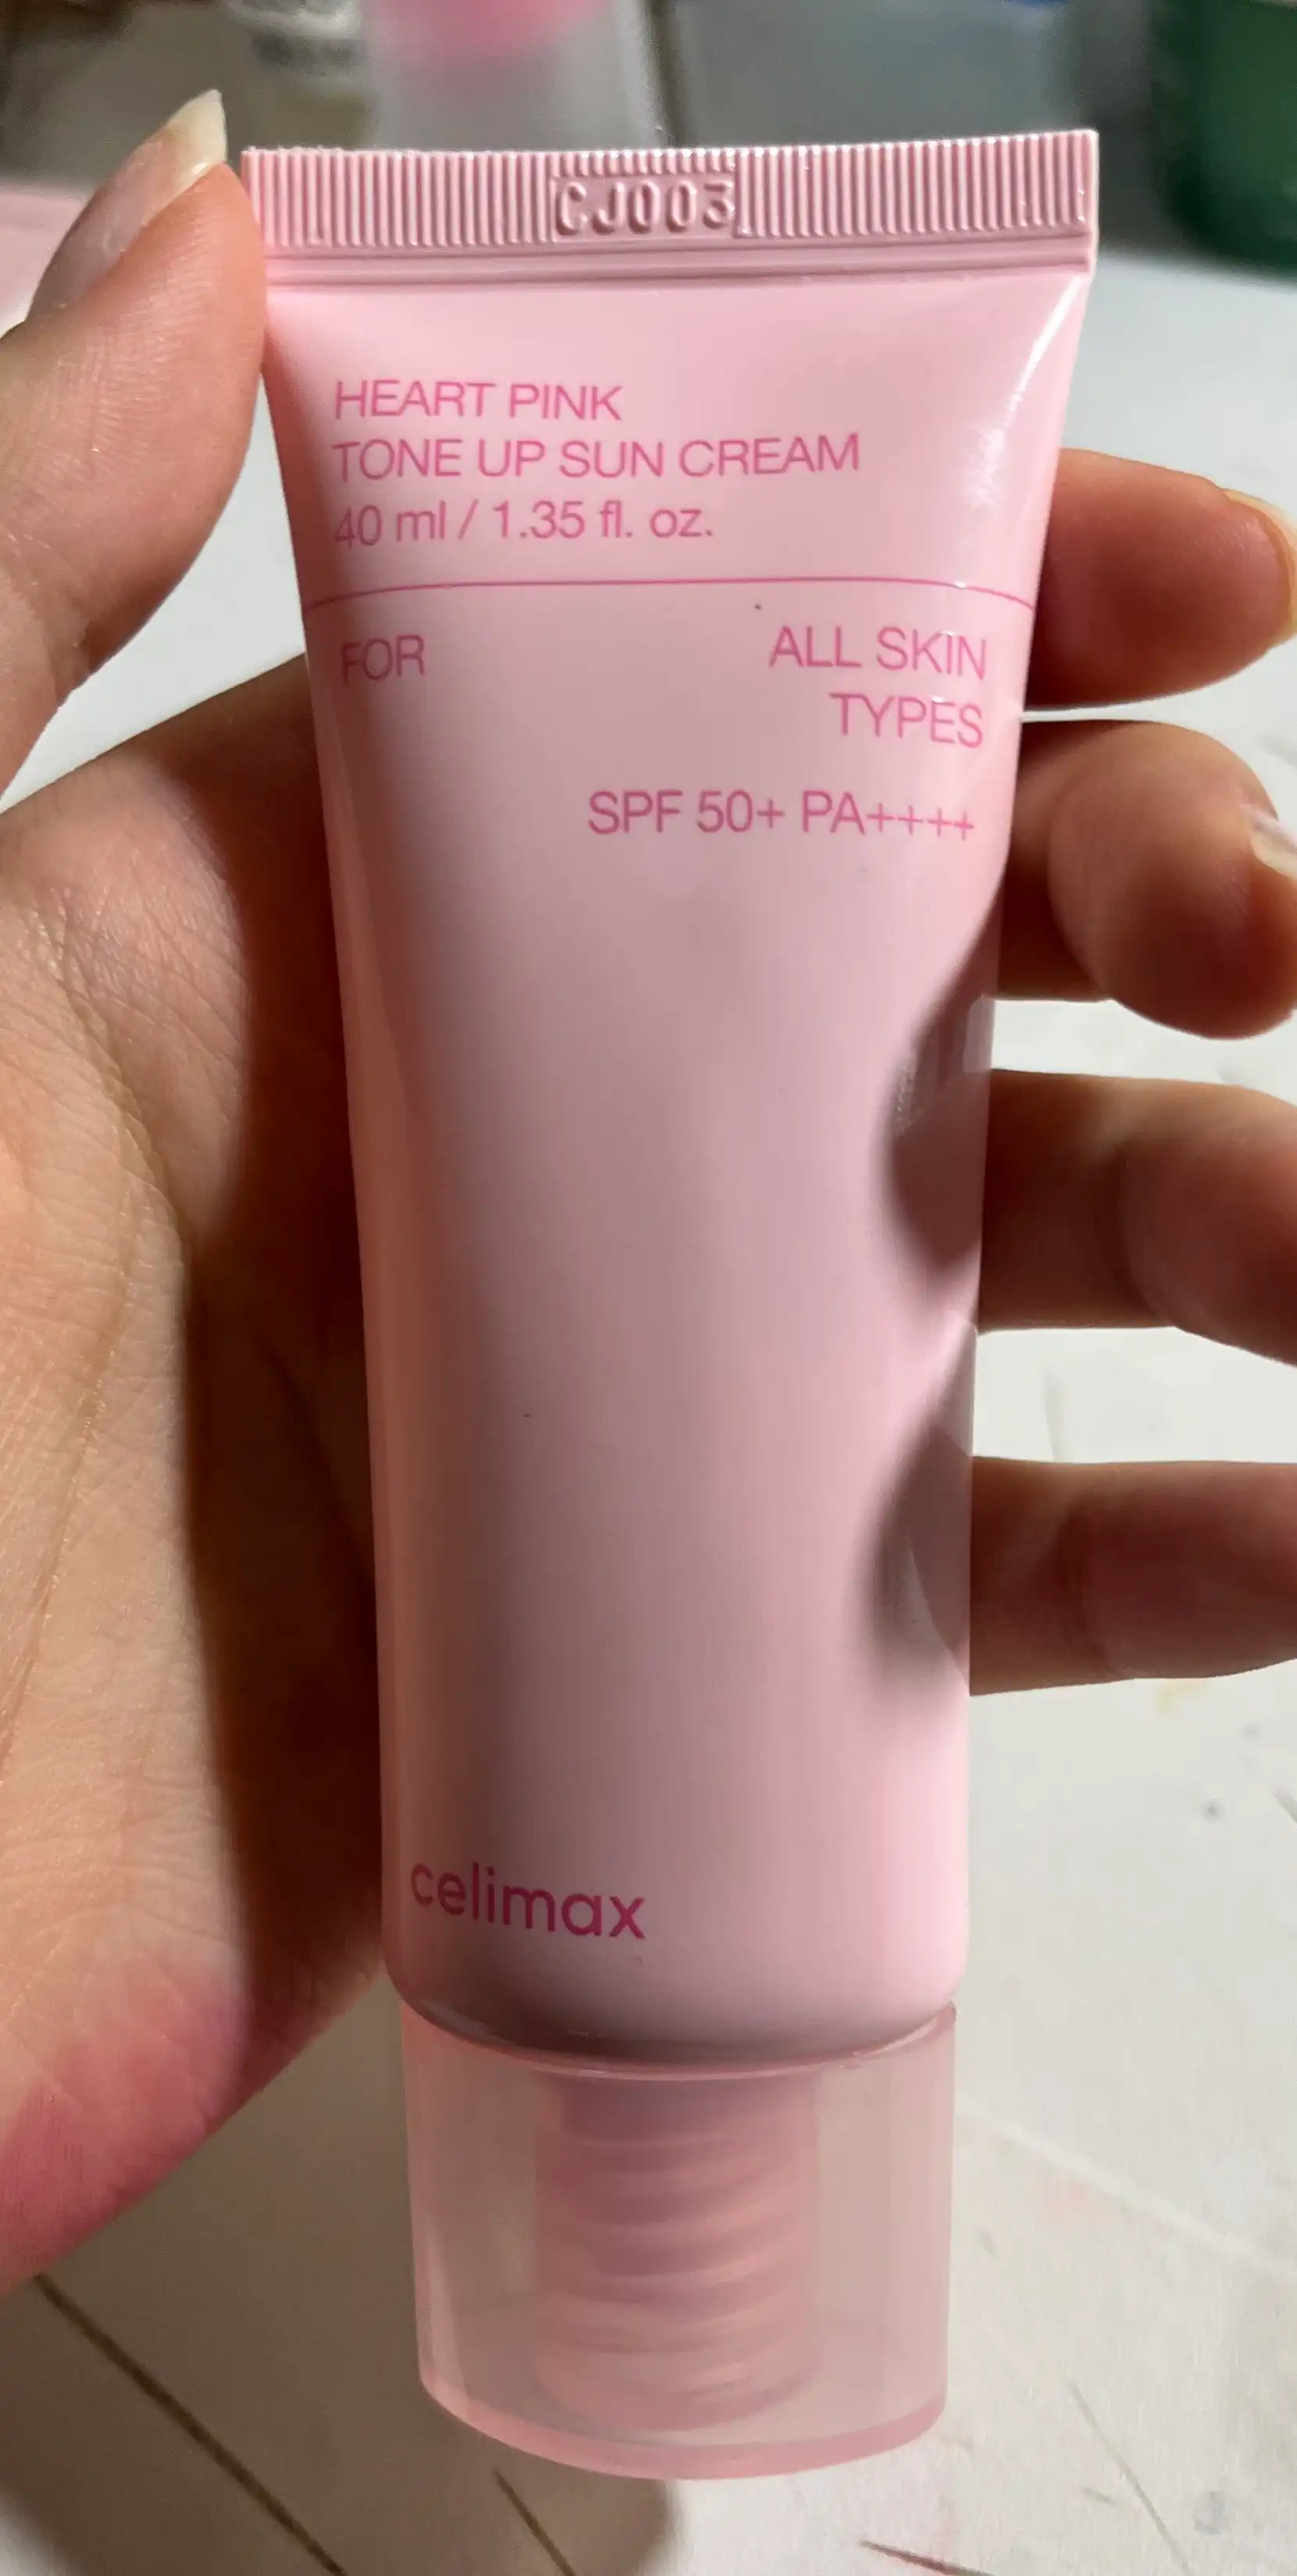 CJ003
HEART PINK
TONE UP SUN CREAM
40 ml / 1.35 fl. oz.
FOR ALL SKIN
TYPES
SPF 50+ PA++++
celimax